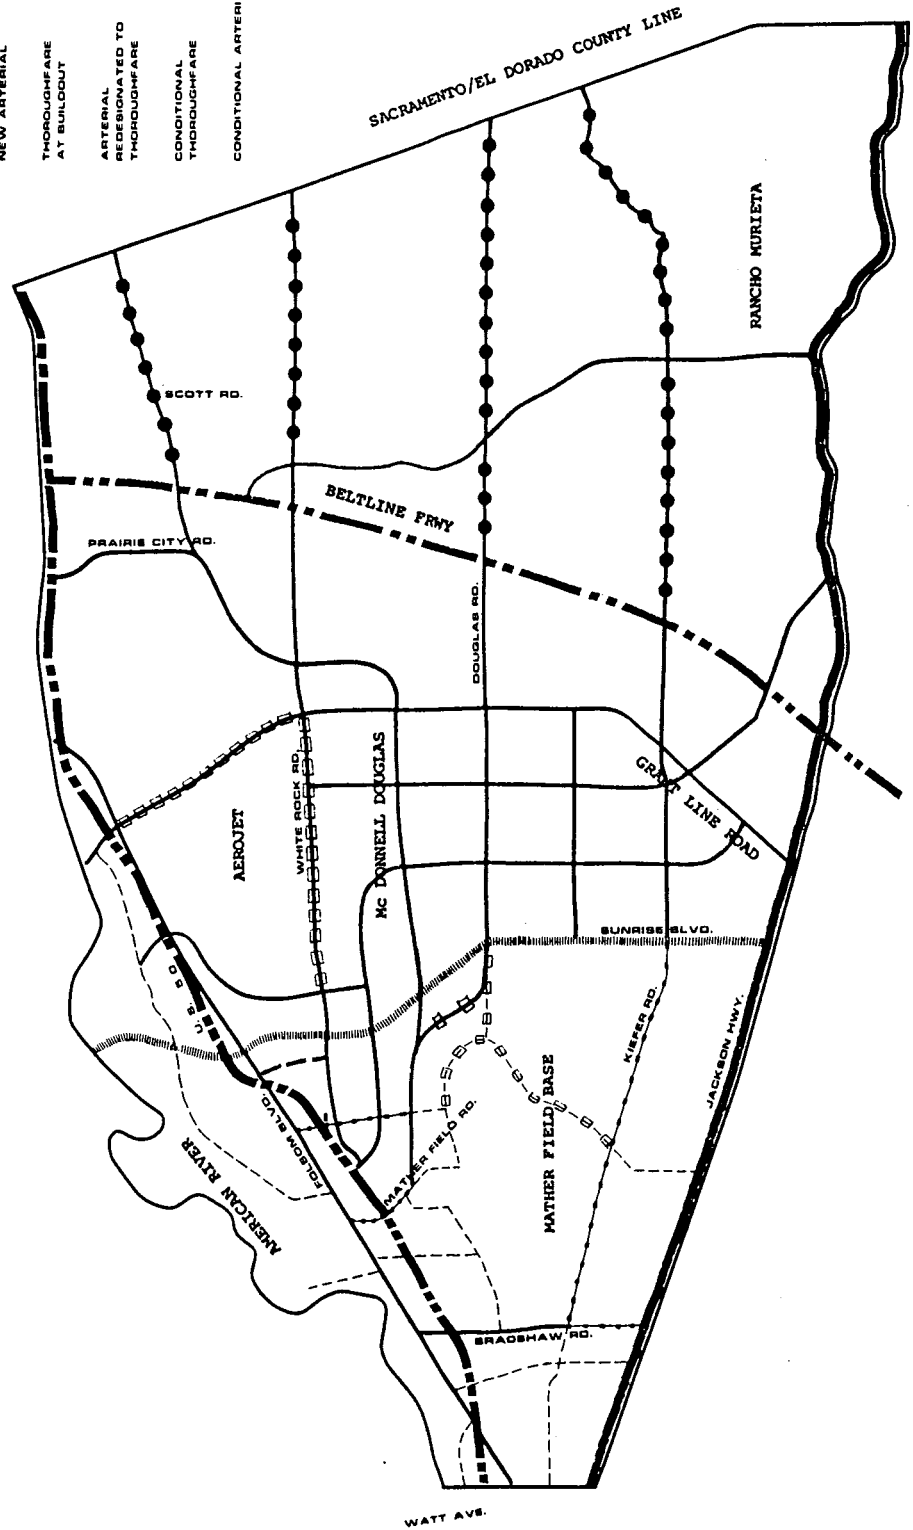 NEW ARTERIAL
THOROUGHFARE
AT BUILDOUT
ARTERIAL
REDESIGNATED TO
THOROUGHFARE
CONDITIONAL
THOROUGHFARE
CONDITIONAL ARTERI
SACRAMENTO/EL DORADO COUNTY LINE
RANCHO MURIETA
SCOTT RD.
BELTLINE FRWY
PRAIRIE CITY RD.
DOUGLAS RD.
WHITE ROCK RD.
AEROJET
Mc DONNELL DOUGLAS
GRANT LINE ROAD
SUNRISE BLVD.
U.S. 50
KIEFER RD.
JACKSON HWY.
FOLSOM BLVD.
MATHER FIELD RD.
MATHER FIELD BASE
AMERICAN RIVER
BRADSHAW RD.
WATT AVE.